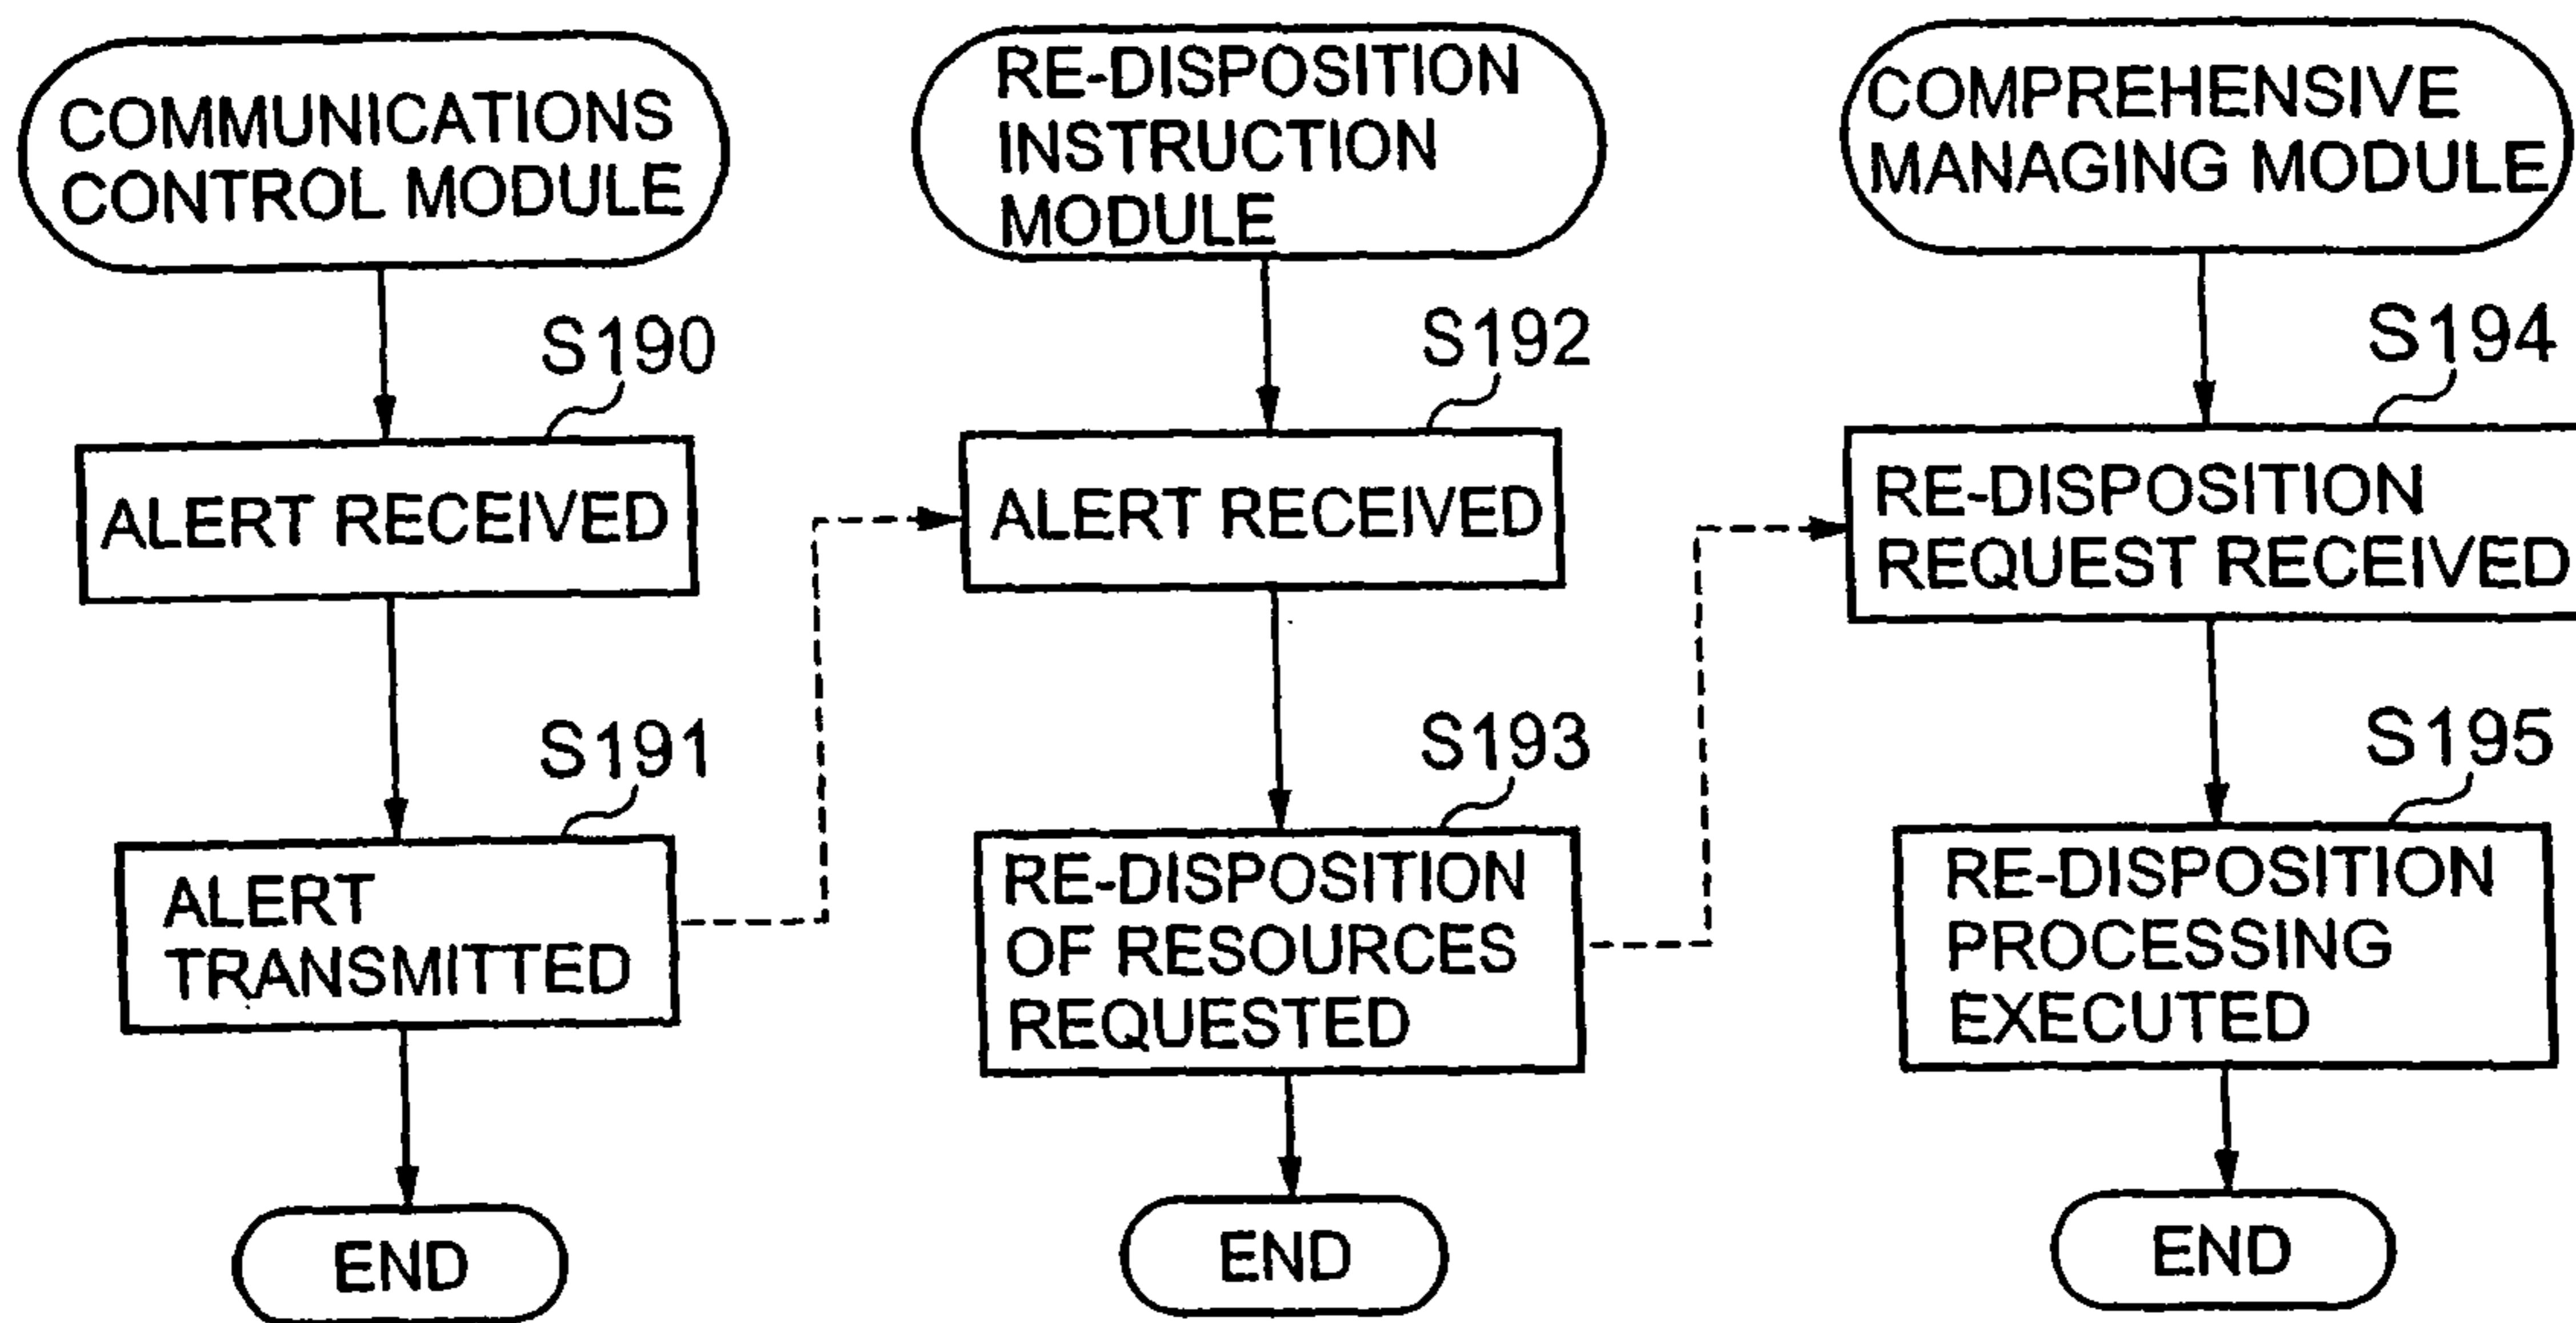 COMMUNICATIONS
CONTROL MODULE
S190
ALERT RECEIVED
S191
ALERT
TRANSMITTED
END
RE-DISPOSITION
INSTRUCTION
MODULE
S192
ALERT RECEIVED
S193
RE-DISPOSITION
OF RESOURCES
REQUESTED
END
COMPREHENSIVE
MANAGING MODULE
S194
RE-DISPOSITION
REQUEST RECEIVED
S195
RE-DISPOSITION
PROCESSING
EXECUTED
END